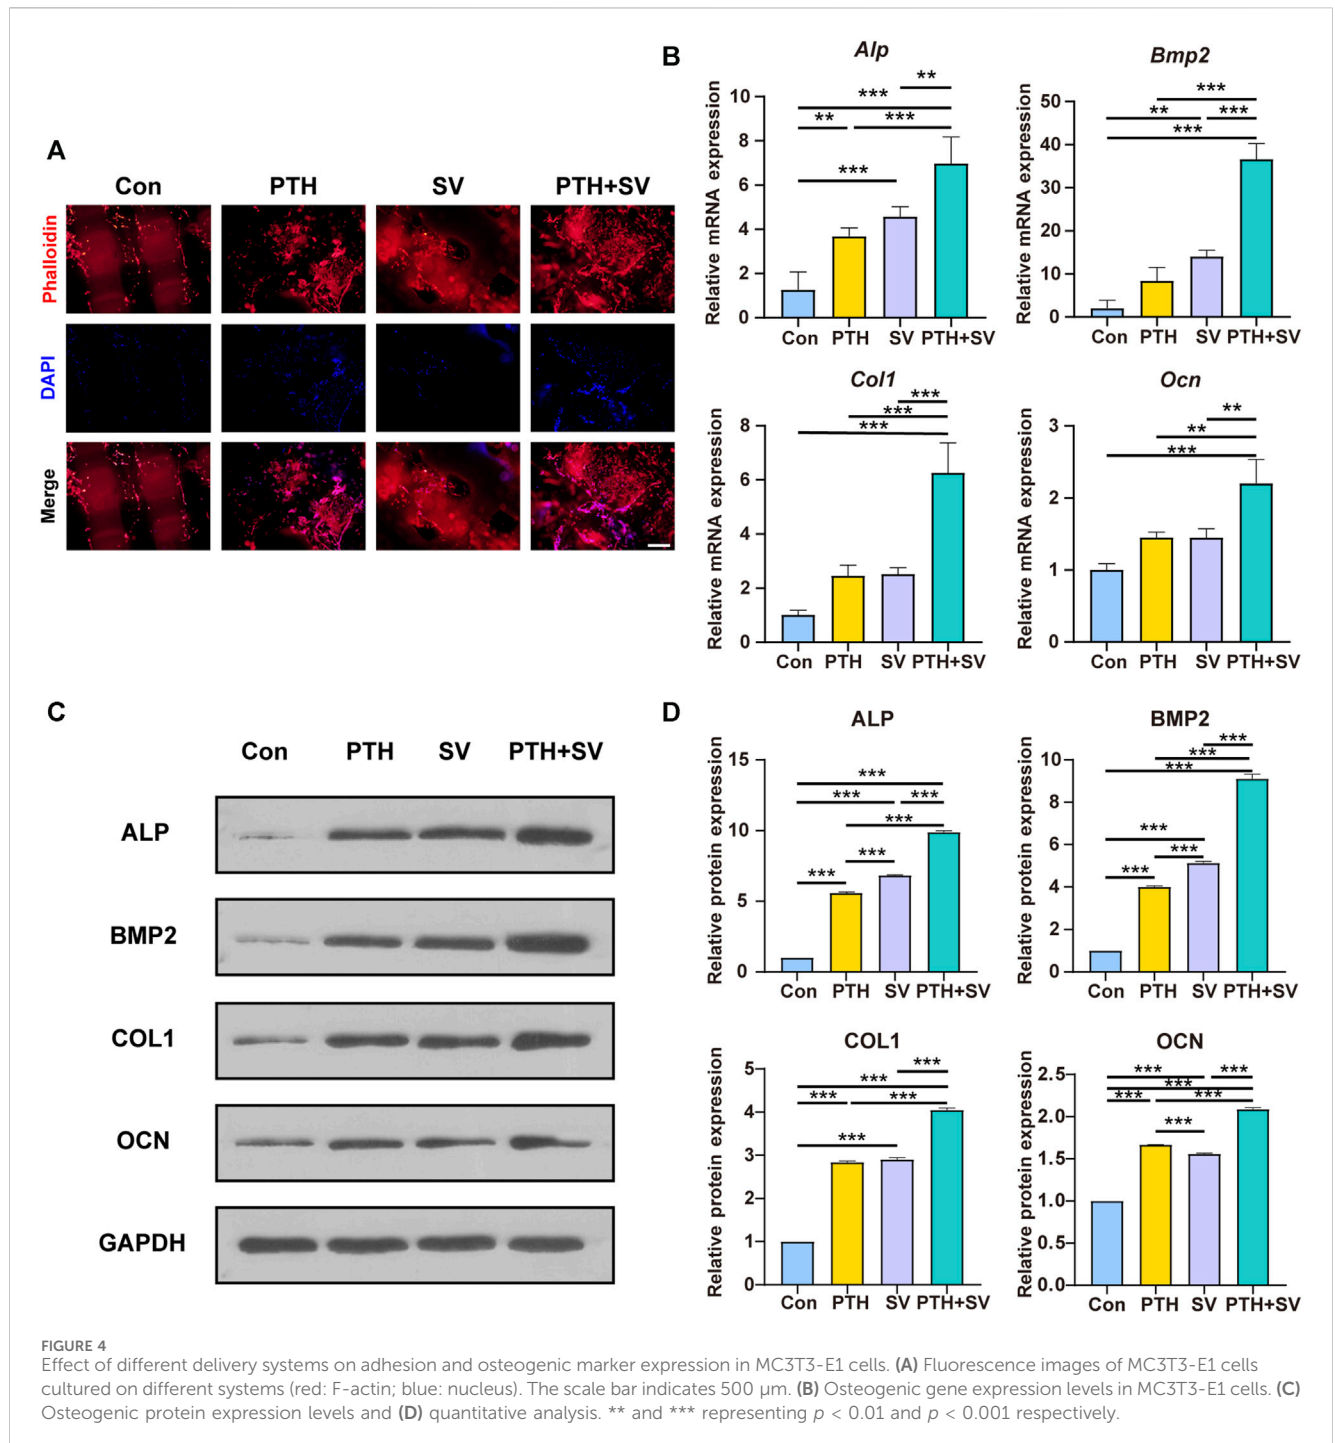 A
Con PTH SV PTH+SV
Phalloidin
DAPI
Merge
B
Alp
Relative mRNA expression
10
8
6
4
2
0
** *** ** *** ***
Con PTH SV PTH+SV
Bmp2
Relative mRNA expression
50
40
30
20
10
0
*** ** *** ***
Con PTH SV PTH+SV
Col1
Relative mRNA expression
8
6
4
2
0
*** *** ***
Con PTH SV PTH+SV
Ocn
Relative mRNA expression
3
2
1
0
** ** ***
Con PTH SV PTH+SV
C
Con PTH SV PTH+SV
ALP
BMP2
COL1
OCN
GAPDH
D
ALP
Relative protein expression
15
10
5
0
*** *** *** *** *** ***
Con PTH SV PTH+SV
BMP2
Relative protein expression
10
8
6
4
2
0
*** *** *** *** *** ***
Con PTH SV PTH+SV
COL1
Relative protein expression
5
4
3
2
1
0
*** *** *** *** ***
Con PTH SV PTH+SV
OCN
Relative protein expression
2.5
2.0
1.5
1.0
0.5
0.0
*** *** *** *** *** ***
Con PTH SV PTH+SV
FIGURE 4
Effect of different delivery systems on adhesion and osteogenic marker expression in MC3T3-E1 cells. (A) Fluorescence images of MC3T3-E1 cells
cultured on different systems (red: F-actin; blue: nucleus). The scale bar indicates 500 μm. (B) Osteogenic gene expression levels in MC3T3-E1 cells. (C)
Osteogenic protein expression levels and (D) quantitative analysis. ** and *** representing p < 0.01 and p < 0.001 respectively.